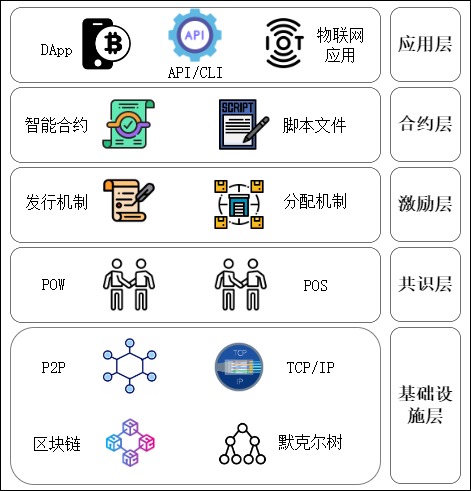 DApp
API
API/CLI
IOT
物联网
应用
应用层
智能合约
SCRIPT
脚本文件
合约层
发行机制
分配机制
激励层
POW
POS
共识层
P2P
TCP
IP
TCP/IP
区块链
默克尔树
基础设
施层